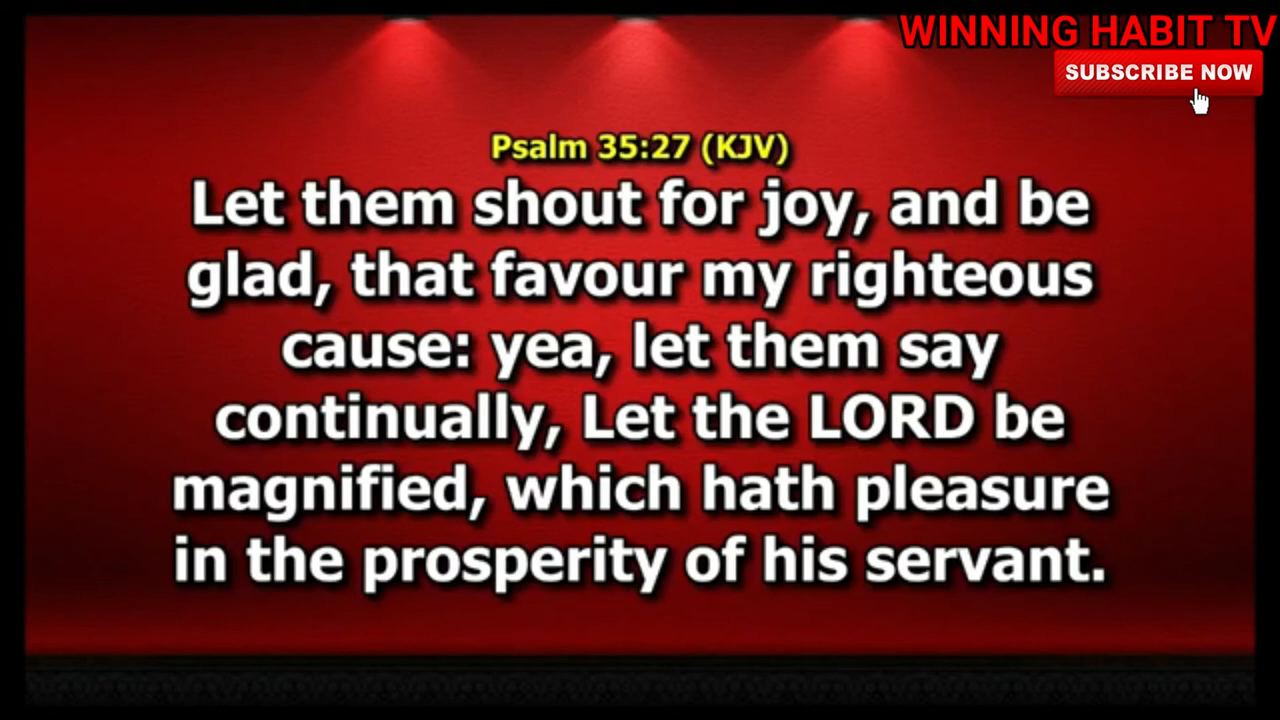 WINNING HABIT TV
SUBSCRIBE NOW
Psalm 35:27 (KJV)
Let them shout for joy, and be
glad, that favour my righteous
cause: yea, let them say
continually, Let the LORD be
magnified, which hath pleasure
in the prosperity of his servant.